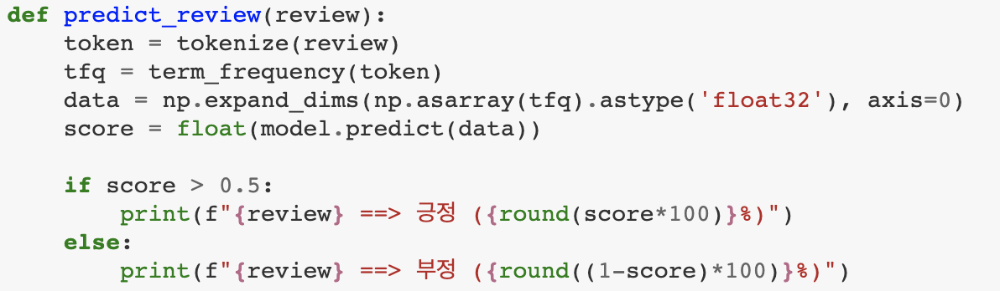 def predict_review(review):
    token = tokenize(review)
    tfq = term_frequency(token)
    data = np.expand_dims(np.asarray(tfq).astype('float32'), axis=0)
    score = float(model.predict(data))

    if score > 0.5:
        print(f"{review} ==> 긍정 ({round(score*100)}%)")
    else:
        print(f"{review} ==> 부정 ({round((1-score)*100)}%)")